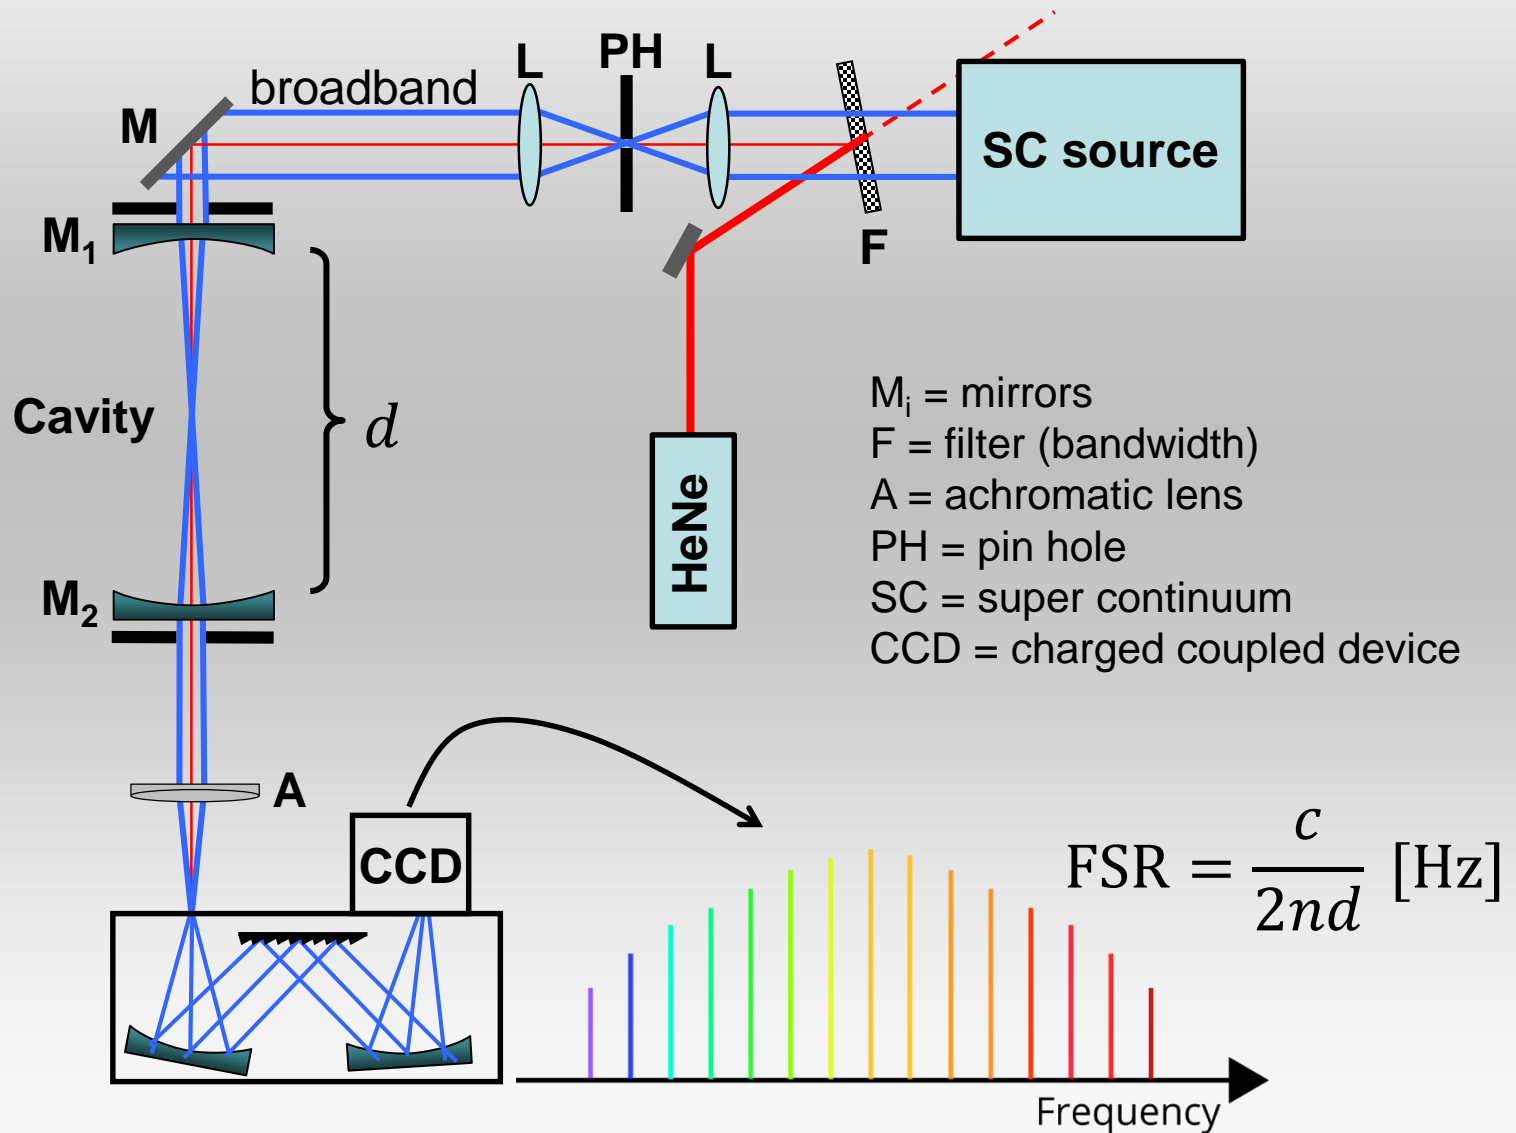 L
PH
L
broadband
M
SC source
M₁
F
Cavity
d
HeNe
Mᵢ = mirrors
F = filter (bandwidth)
A = achromatic lens
PH = pin hole
SC = super continuum
CCD = charged coupled device
M₂
A
CCD
FSR = c / 2nd [Hz]
Frequency